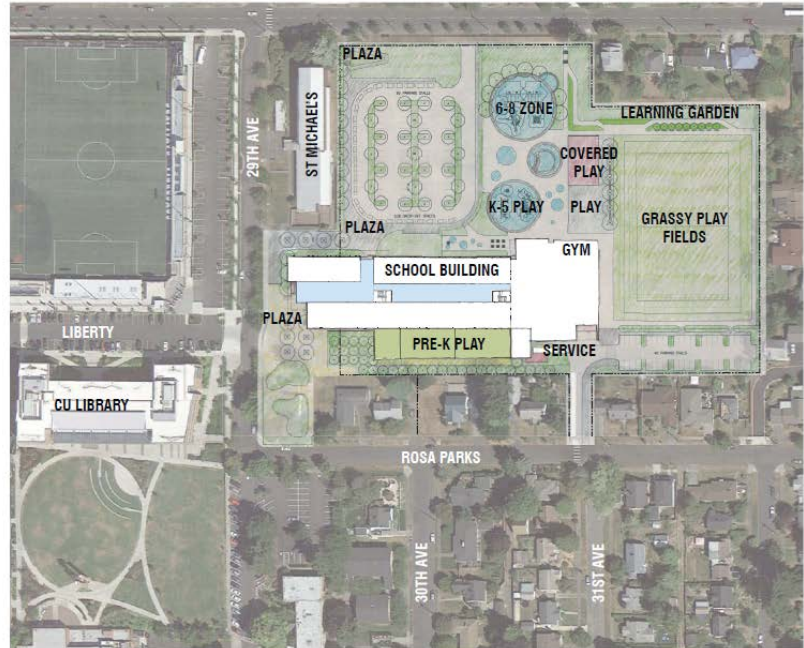 PLAZA
6-8 ZONE
LEARNING GARDEN
29TH AVE
ST MICHAEL'S
COVERED
PLAY
K-5 PLAY
PLAY
GRASSY PLAY
FIELDS
PLAZA
GYM
SCHOOL BUILDING
PLAZA
LIBERTY
PRE-K PLAY
SERVICE
CU LIBRARY
ROSA PARKS
30TH AVE
31ST AVE